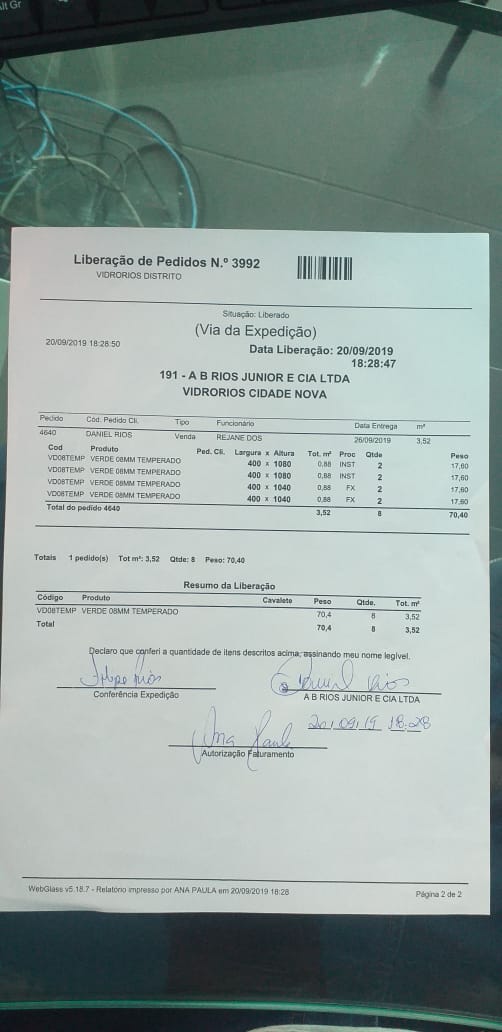 Alt Gr
Liberação de Pedidos N.º 3992
VIDRORIOS DISTRITO
Situação: Liberado
(Via da Expedição)
20/09/2019 18:28:50
Data Liberação: 20/09/2019
18:28:47
191 - A B RIOS JUNIOR E CIA LTDA
VIDRORIOS CIDADE NOVA
Pedido Cód. Pedido Cli. Tipo Funcionário Data Entrega m²
4640 DANIEL RIOS Venda REJANE DOS 26/09/2019 3,52
Cod Produto Ped. Cli. Largura x Altura Tot. m² Proc Qtde Peso
VD08TEMP VERDE 08MM TEMPERADO 400 x 1080 0,88 INST 2 17,60
VD08TEMP VERDE 08MM TEMPERADO 400 x 1080 0,88 INST 2 17,60
VD08TEMP VERDE 08MM TEMPERADO 400 x 1040 0,88 FX 2 17,60
VD08TEMP VERDE 08MM TEMPERADO 400 x 1040 0,88 FX 2 17,60
Total do pedido 4640 3,52 8 70,40
Totais 1 pedido(s) Tot m²: 3,52 Qtde: 8 Peso: 70,40
Resumo da Liberação
Código Produto Cavalete Peso Qtde. Tot. m²
VD08TEMP VERDE 08MM TEMPERADO 70,4 8 3,52
Total 70,4 8 3,52
Declaro que conferi a quantidade de itens descritos acima, assinando meu nome legível.
Felipe Rios
Rios
Conferência Expedição
A B RIOS JUNIOR E CIA LTDA
20/09/19 18:28
Ana Paula
Autorização Faturamento
WebGlass v5.18.7 - Relatório impresso por ANA PAULA em 20/09/2019 18:28
Página 2 de 2